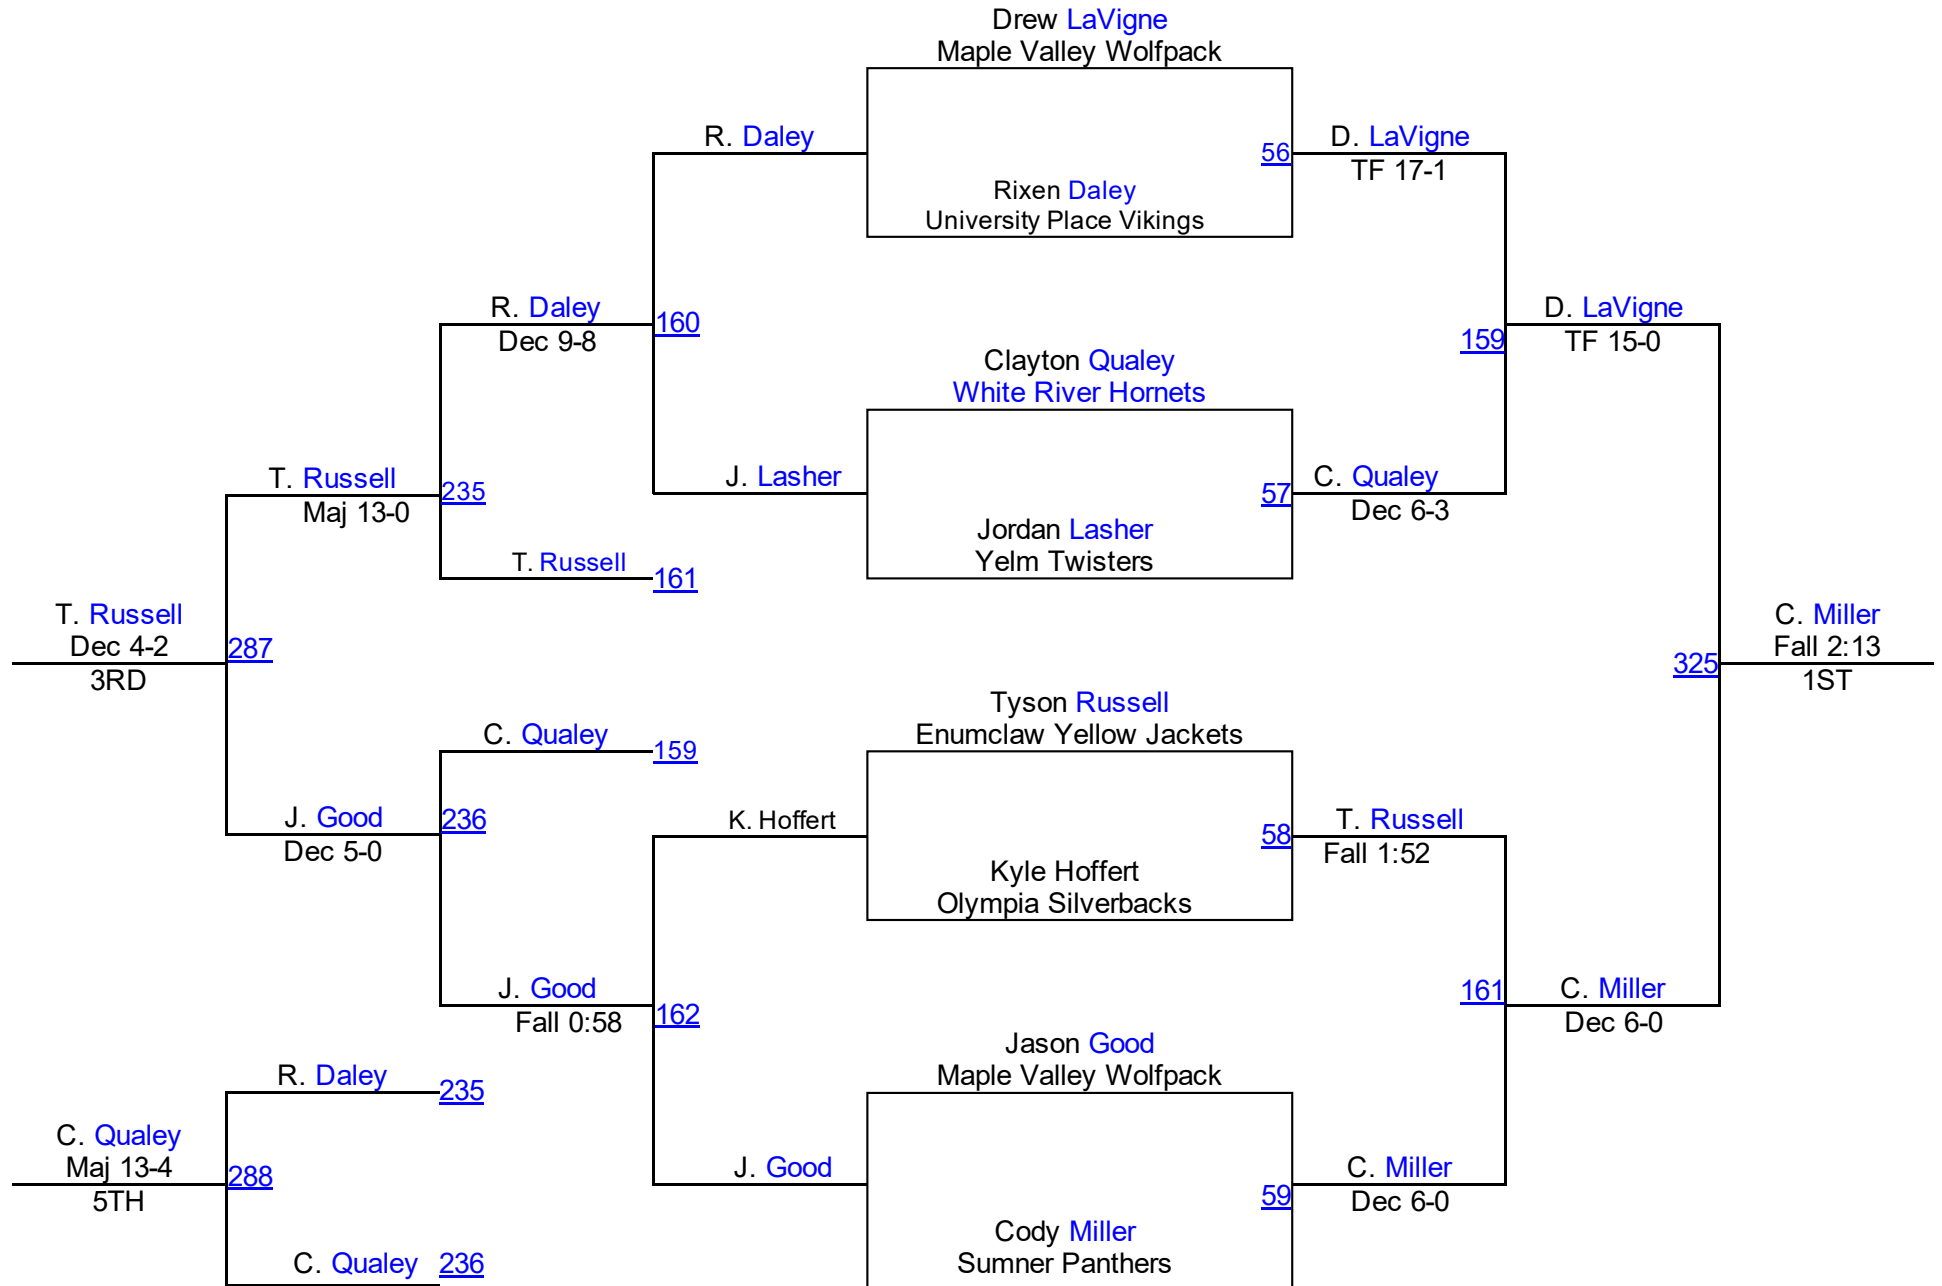 Drew LaVigne
Maple Valley Wolfpack
R. Daley
56
D. LaVigne
TF 17-1
Rixen Daley
University Place Vikings
R. Daley
Dec 9-8
160
D. LaVigne
TF 15-0
159
Clayton Qualey
White River Hornets
T. Russell
Maj 13-0
235
J. Lasher
57
C. Qualey
Dec 6-3
Jordan Lasher
Yelm Twisters
T. Russell
161
T. Russell
Dec 4-2
3RD
287
C. Miller
Fall 2:13
1ST
325
Tyson Russell
Enumclaw Yellow Jackets
C. Qualey
159
J. Good
Dec 5-0
236
K. Hoffert
58
T. Russell
Fall 1:52
Kyle Hoffert
Olympia Silverbacks
J. Good
Fall 0:58
162
161
C. Miller
Dec 6-0
Jason Good
Maple Valley Wolfpack
R. Daley
235
C. Qualey
Maj 13-4
5TH
288
J. Good
59
C. Miller
Dec 6-0
Cody Miller
Sumner Panthers
C. Qualey
236